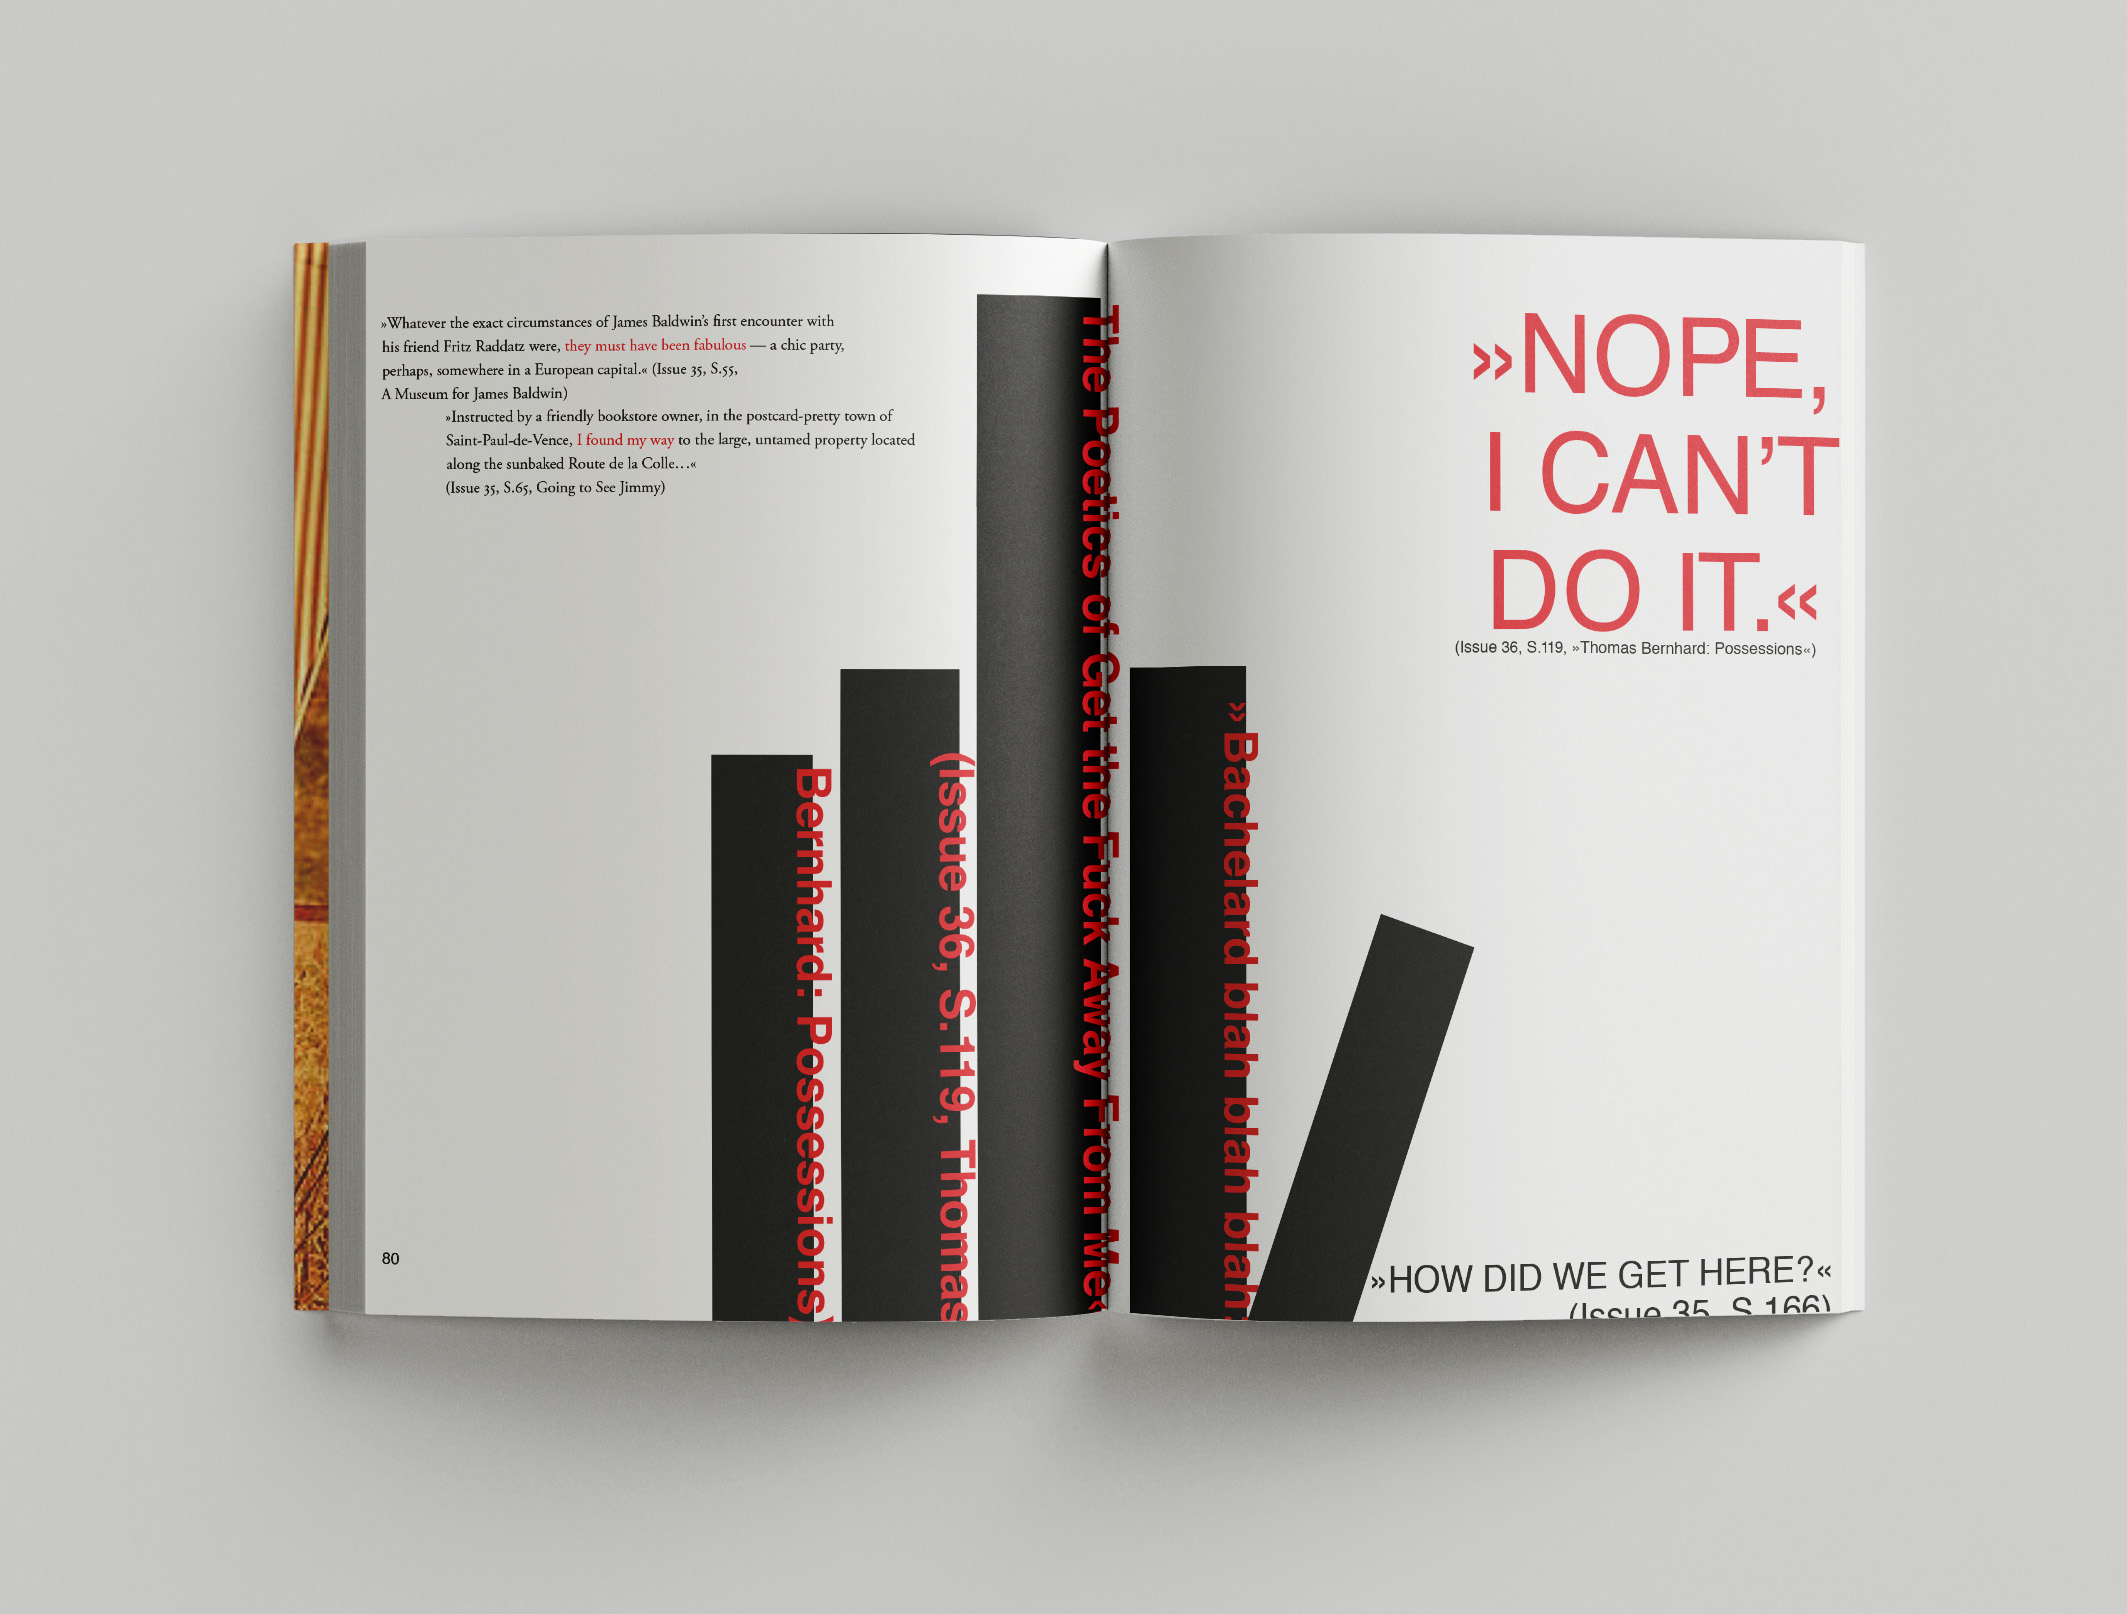 »Whatever the exact circumstances of James Baldwin's first encounter with
his friend Fritz Raddatz were, they must have been fabulous — a chic party,
perhaps, somewhere in a European capital.« (Issue 35, S.55,
A Museum for James Baldwin)
»Instructed by a friendly bookstore owner, in the postcard-pretty town of
Saint-Paul-de-Vence, I found my way to the large, untamed property located
along the sunbaked Route de la Colle…«
(Issue 35, S.65, Going to See Jimmy)
»Bachelard blah blah blah:
The Poetics of Get the Fuck Away From Me«
(Issue 36, S.119, Thomas
Bernhard: Possessions)
80
»NOPE,
I CAN’T
DO IT.«
(Issue 36, S.119, »Thomas Bernhard: Possessions«)
»HOW DID WE GET HERE?«
(Issue 35, S.166)